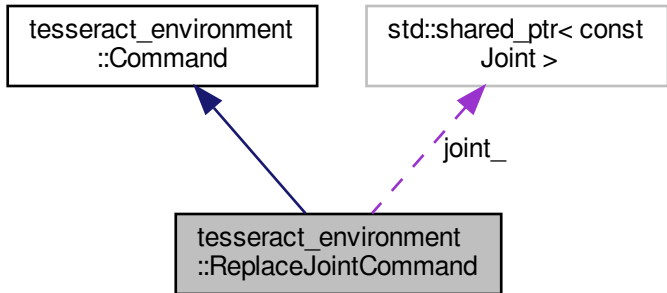 tesseract_environment
::Command
std::shared_ptr< const
Joint >
joint_
tesseract_environment
::ReplaceJointCommand